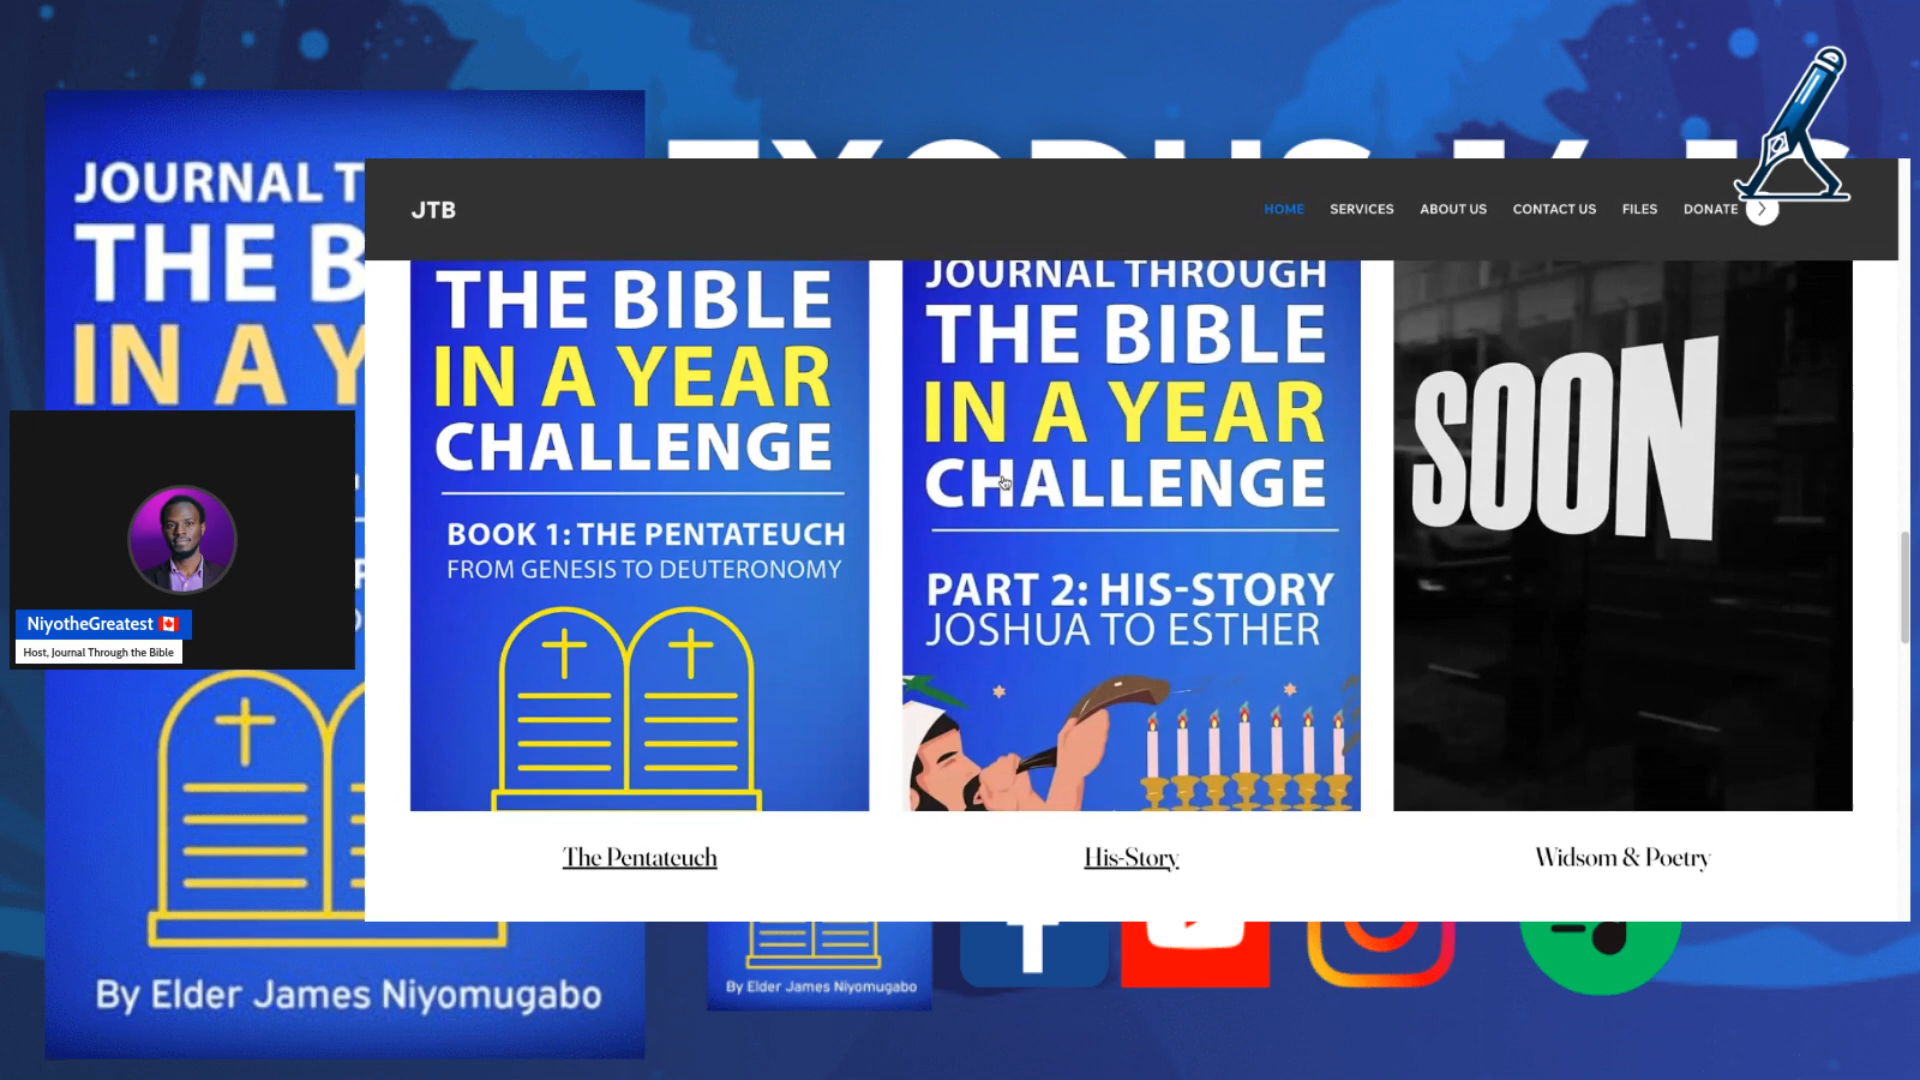 JOURNAL T
THE B
IN A Y
NiyotheGreatest
Host, Journal Through the Bible
By Elder James Niyomugabo
JTB
HOME
SERVICES
ABOUT US
CONTACT US
FILES
DONATE
THE BIBLE
IN A YEAR
CHALLENGE
BOOK 1: THE PENTATEUCH
FROM GENESIS TO DEUTERONOMY
The Pentateuch
JOURNAL THROUGH
THE BIBLE
IN A YEAR
CHALLENGE
PART 2: HIS-STORY
JOSHUA TO ESTHER
His-Story
SOON
Widsom & Poetry
By Elder James Niyomugabo